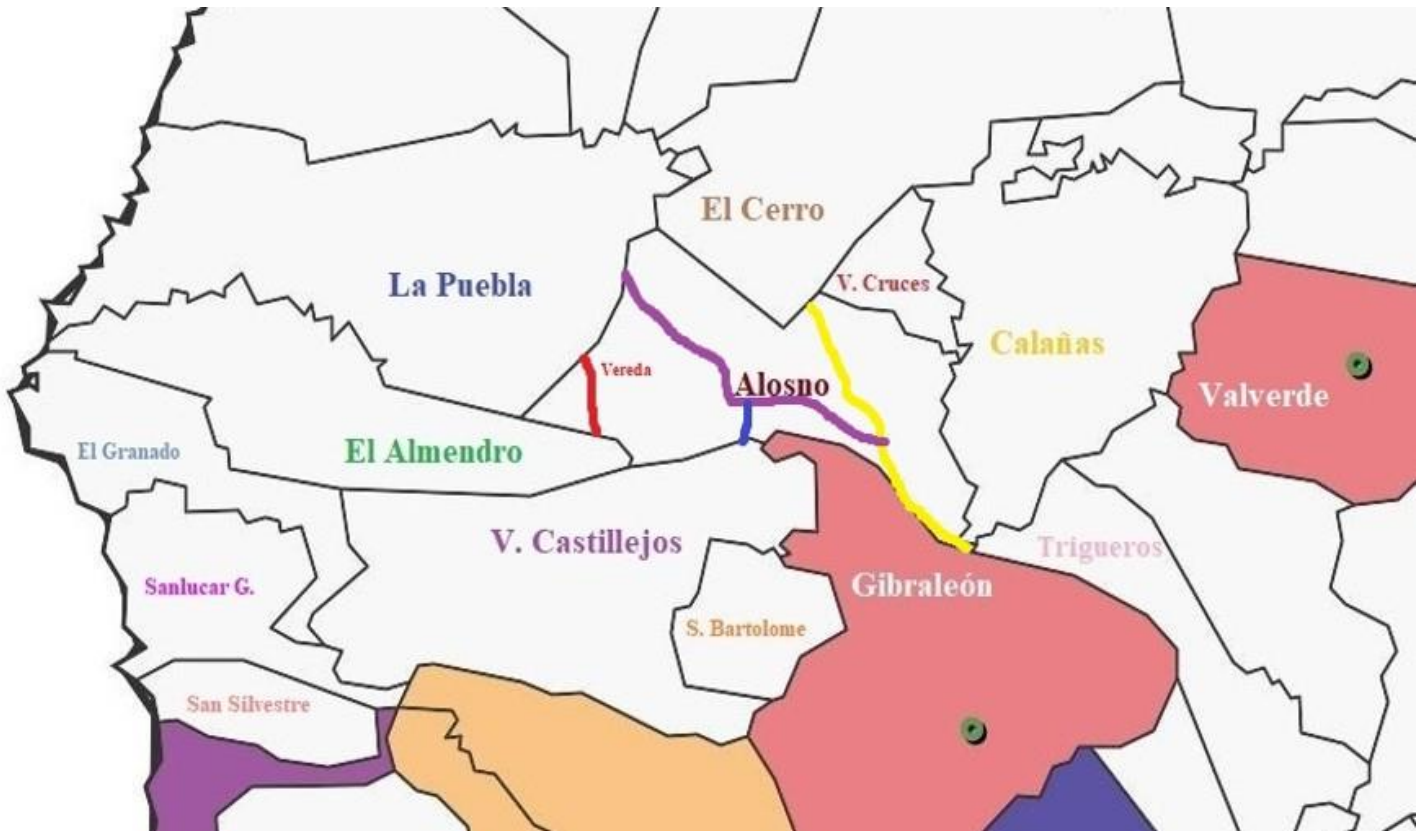 El Cerro
La Puebla
V. Cruces
Calañas
Vereda
Alosno
Valverde
El Granado
El Almendro
V. Castillejos
Trigueros
Sanlucar G.
Gibraleón
S. Bartolome
San Silvestre